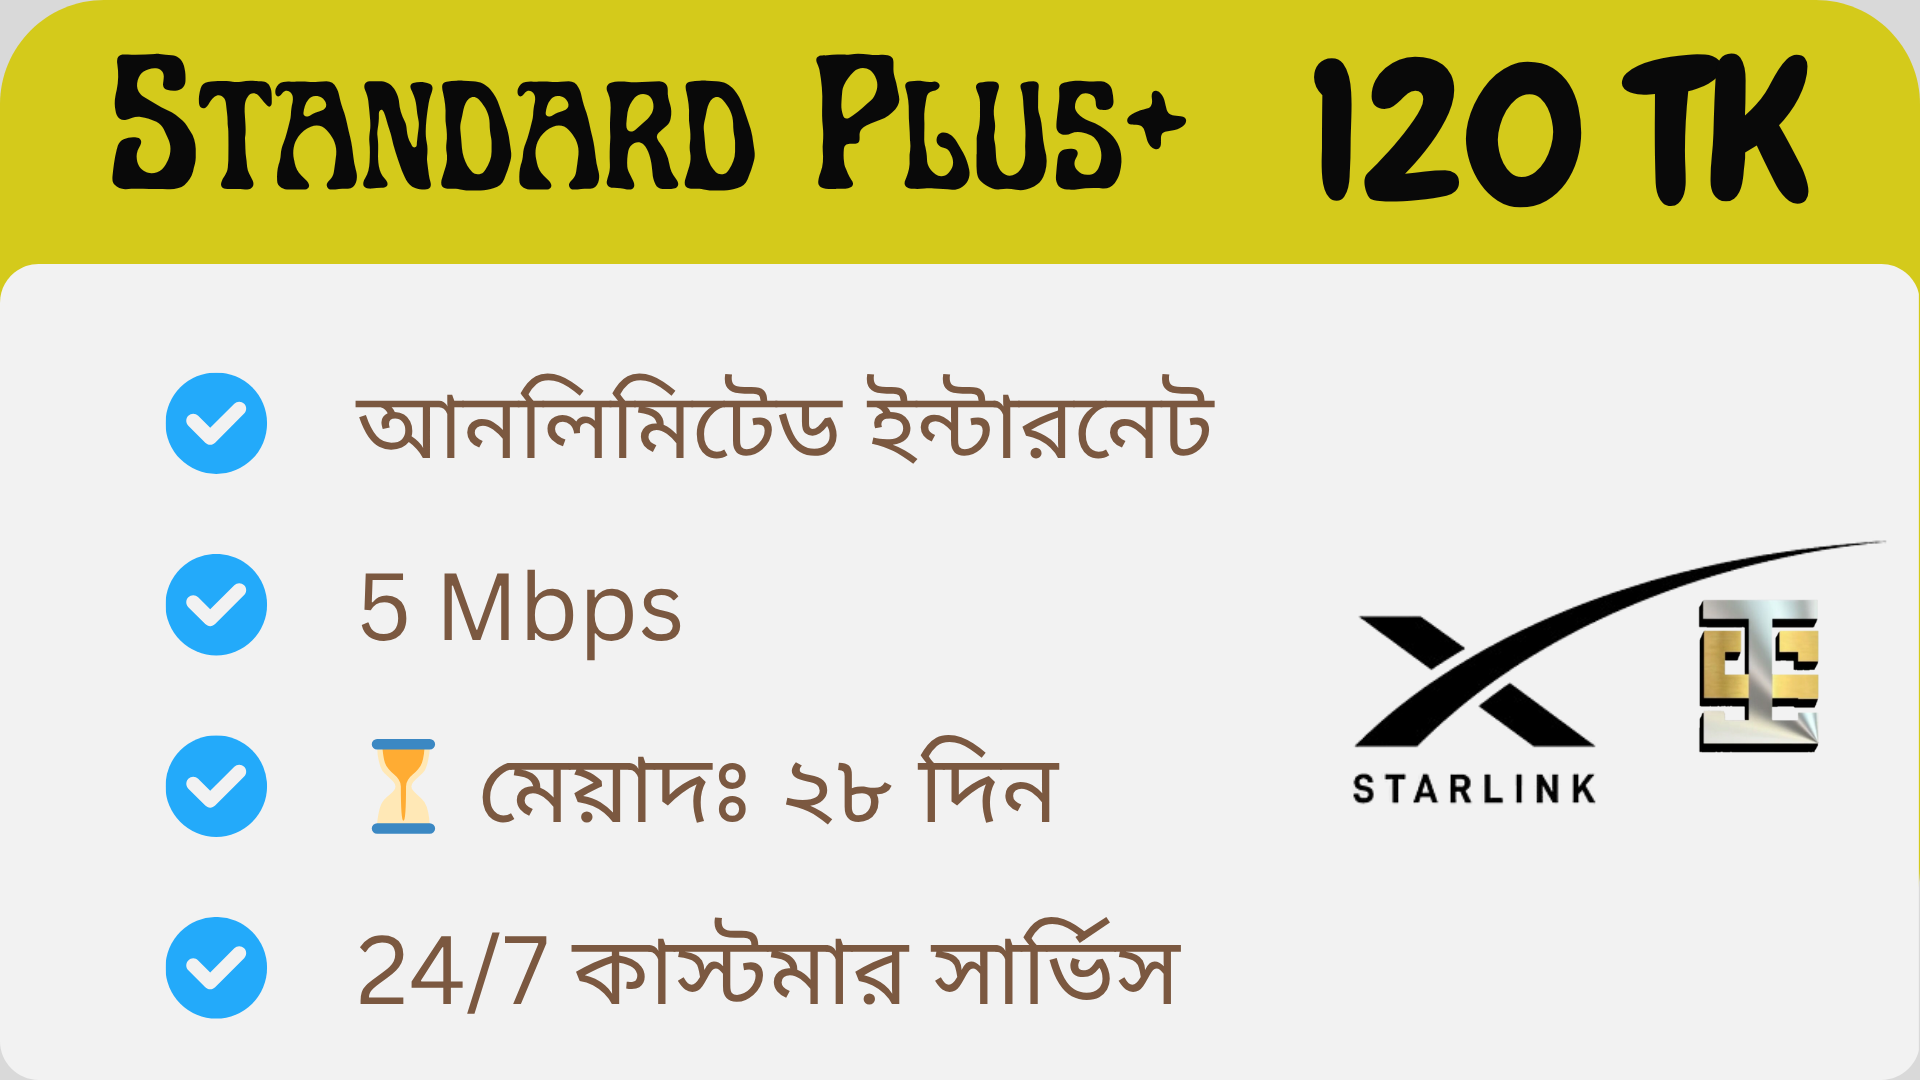 Standard Plus+ 120 TK
আনলিমিটেড ইন্টারনেট
5 Mbps
⏳ মেয়াদঃ ২৮ দিন
24/7 কাস্টমার সার্ভিস
STARLINK